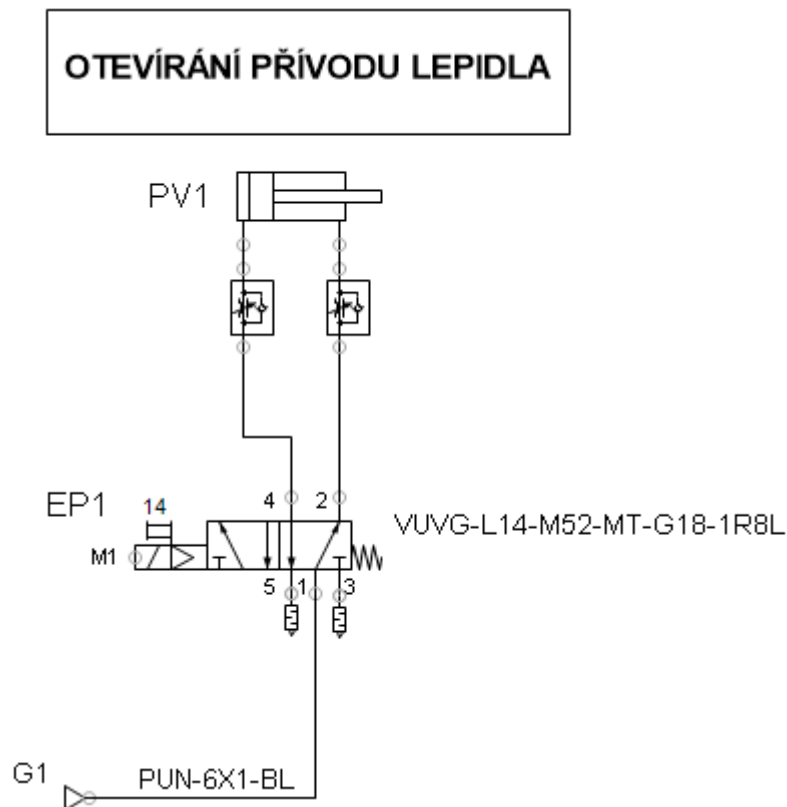 OTEVÍRÁNÍ PŘÍVODU LEPIDLA
PV1
EP1
14
4
2
VUVG-L14-M52-MT-G18-1R8L
M1
5
1
3
G1
PUN-6X1-BL